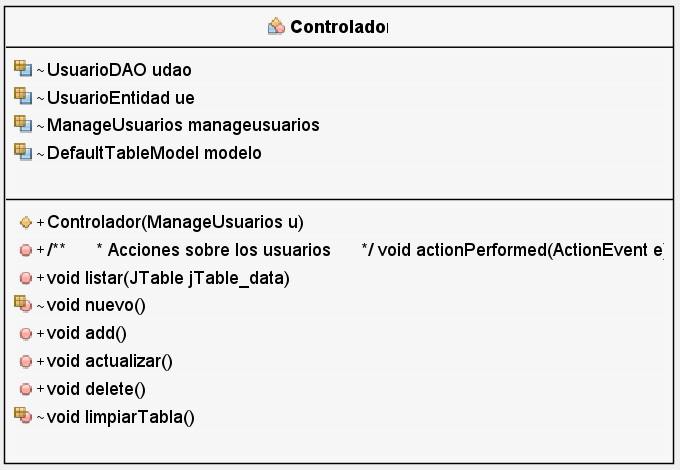 Controlador
~ UsuarioDAO udao
~ UsuarioEntidad ue
~ ManageUsuarios manageusuarios
~ DefaultTableModel modelo
+ Controlador(ManageUsuarios u)
+ /** * Acciones sobre los usuarios */ void actionPerformed(ActionEvent e)
+ void listar(JTable jTable_data)
~ void nuevo()
+ void add()
+ void actualizar()
+ void delete()
~ void limpiarTabla()